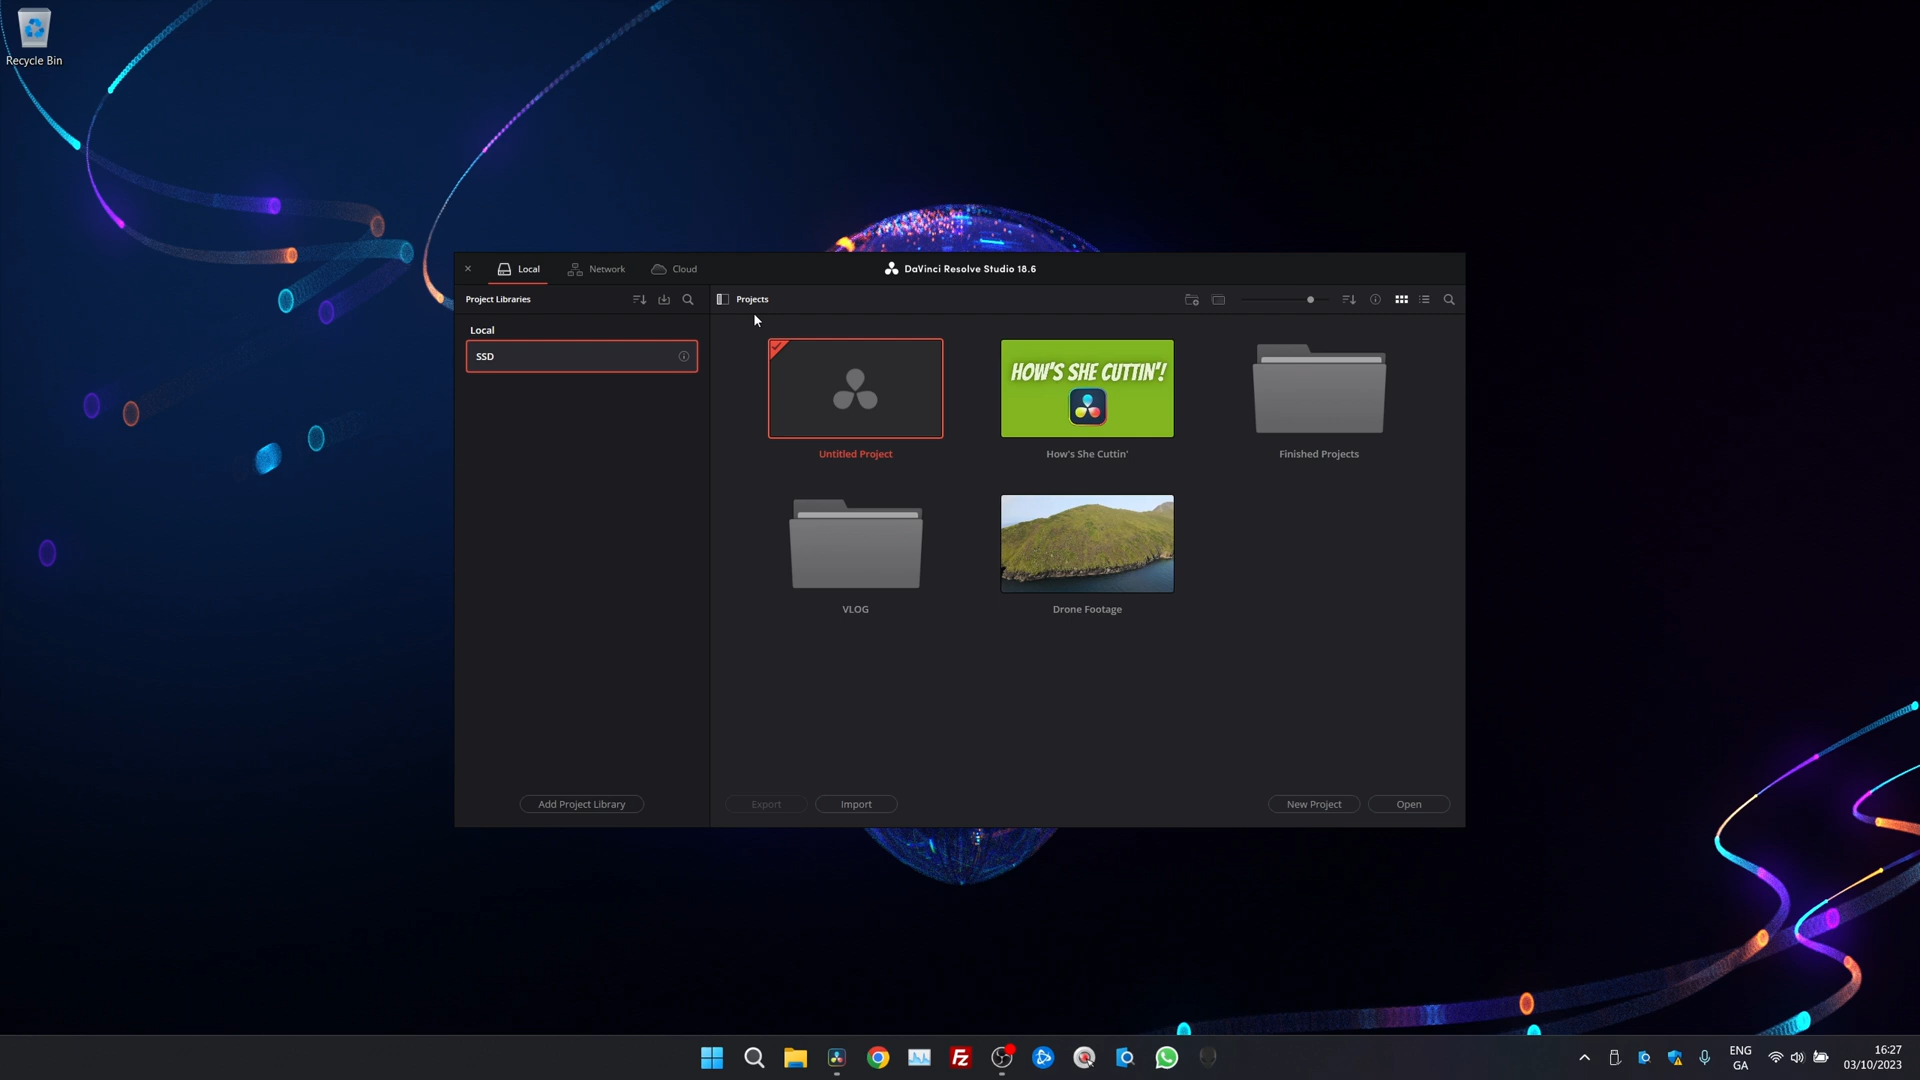 Recycle Bin
Local
Network
Cloud
DaVinci Resolve Studio 18.6
Project Libraries
Projects
Local
SSD
HOW'S SHE CUTTIN'!
Untitled Project
How's She Cuttin'
Finished Projects
VLOG
Drone Footage
Add Project Library
Export
Import
New Project
Open
Fz
ENG
GA
16:27
03/10/2023